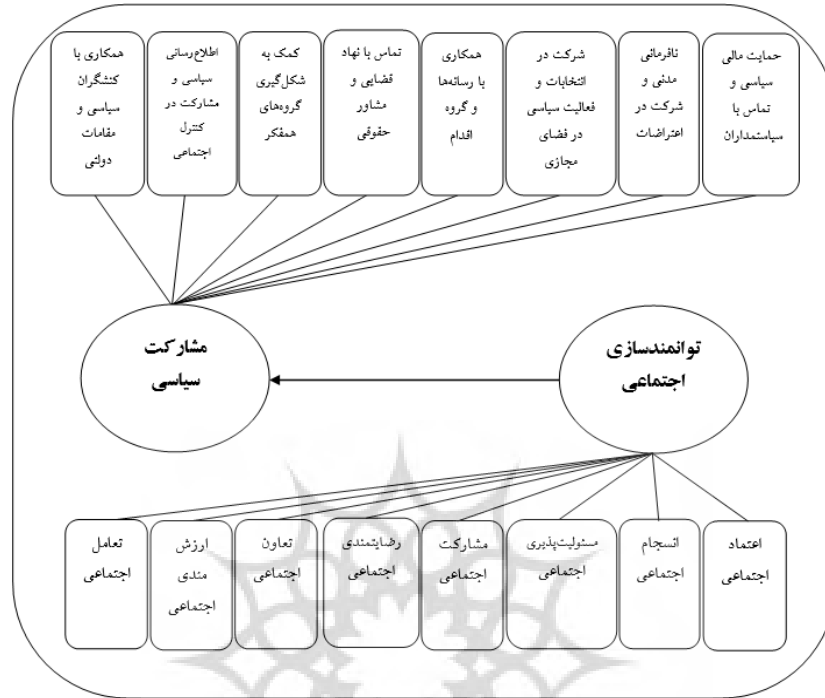 حمایت مالی
سیاسی و
تماس با
سیاستمداران
نافرمانی
مدنی و
شرکت در
اعتراضات
شرکت در
انتخابات و
فعالیت سیاسی
در فضای
مجازی
همکاری
با رسانه‌ها
و گروه
اقدام
تماس با نهاد
قضایی و
مشاور
حقوقی
کمک به
شکل‌گیری
گروه‌های
همفکر
اطلاع‌رسانی
سیاسی و
مشارکت در
کنترل
اجتماعی
همکاری با
کنشگران
سیاسی و
مقامات
دولتی
توانمندسازی
اجتماعی
مشارکت
سیاسی
اعتماد
اجتماعی
انسجام
اجتماعی
مسئولیت‌پذیری
اجتماعی
مشارکت
اجتماعی
رضایتمندی
اجتماعی
تعاون
اجتماعی
ارزش
مندی
اجتماعی
تعامل
اجتماعی